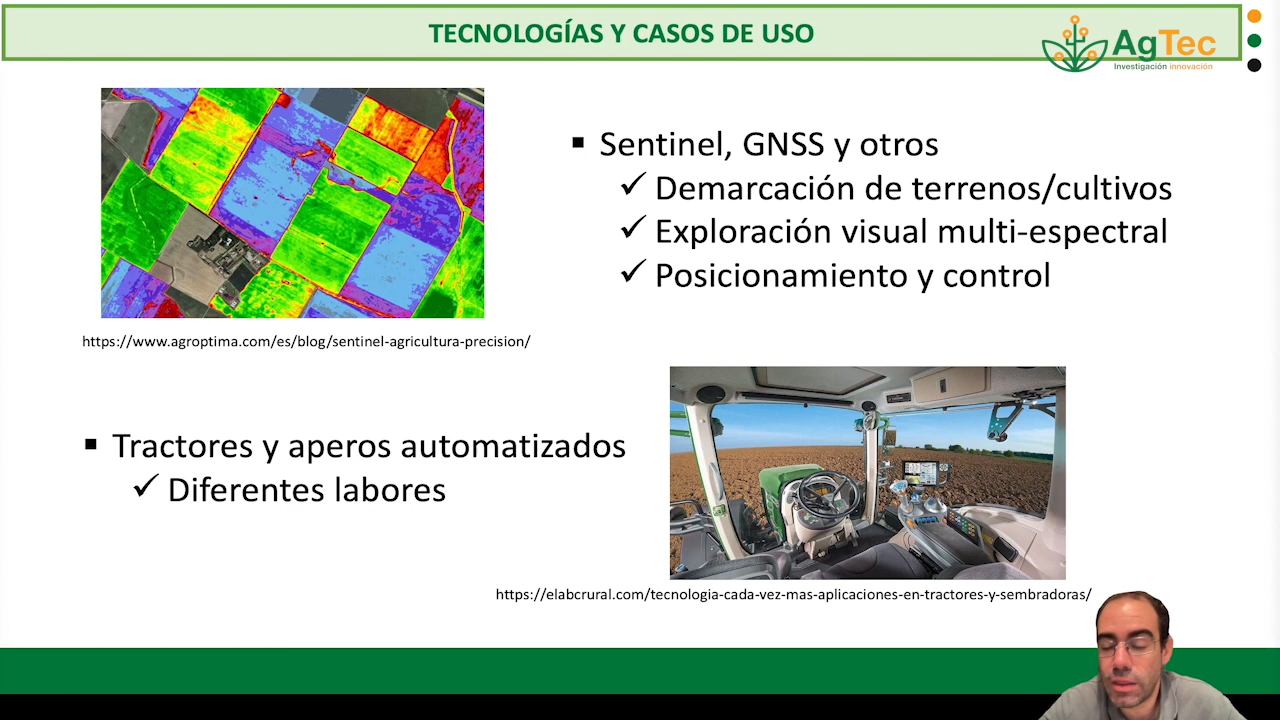 TECNOLOGÍAS Y CASOS DE USO
AgTec
Investigación innovación
▪ Sentinel, GNSS y otros
✓ Demarcación de terrenos/cultivos
✓ Exploración visual multi-espectral
✓ Posicionamiento y control
https://www.agroptima.com/es/blog/sentinel-agricultura-precision/
▪ Tractores y aperos automatizados
✓ Diferentes labores
https://elabcrural.com/tecnologia-cada-vez-mas-aplicaciones-en-tractores-y-sembradoras/